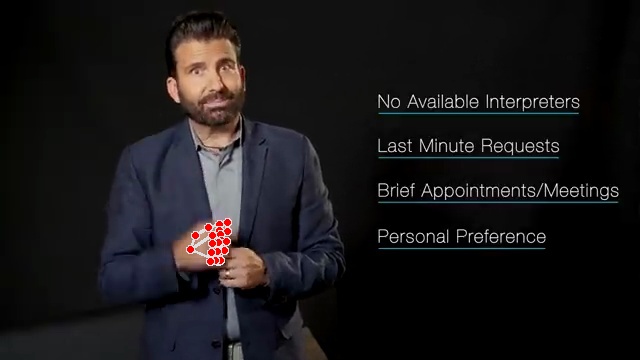 No Available Interpreters
Last Minute Requests
Brief Appointments/Meetings
Personal Preference